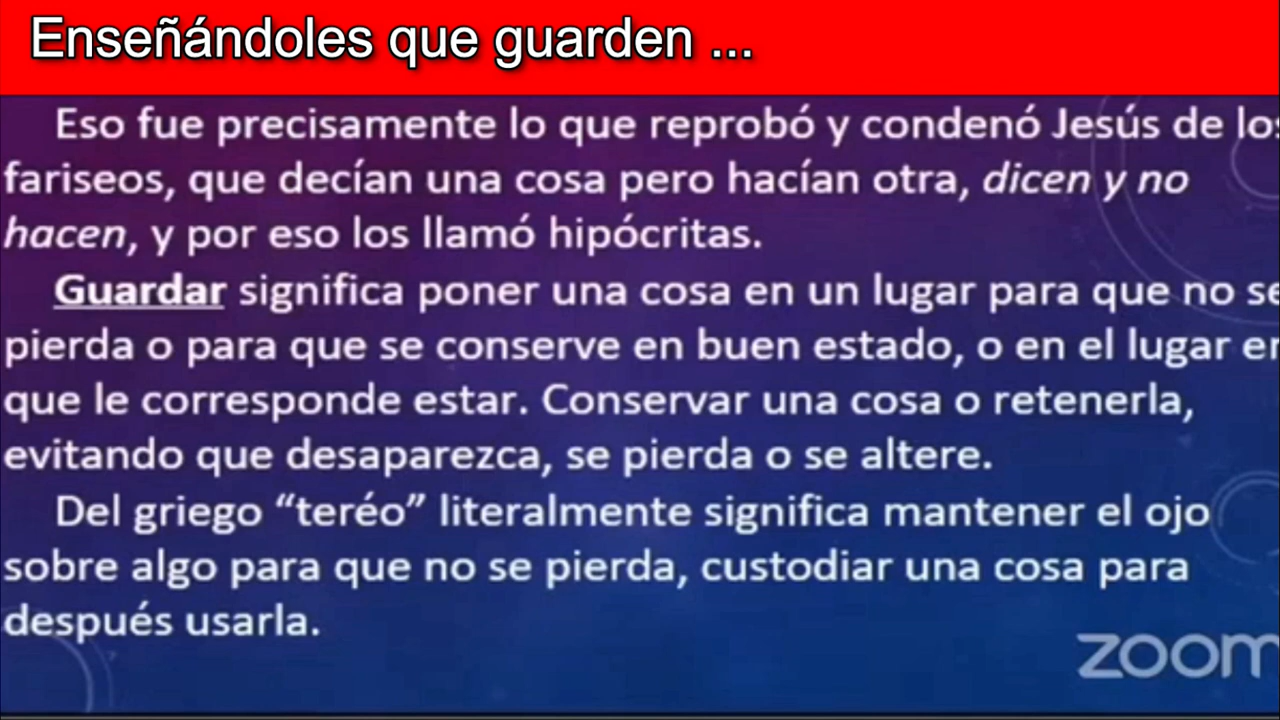 Enseñándoles que guarden ...
Eso fue precisamente lo que reprobó y condenó Jesús de los
fariseos, que decían una cosa pero hacían otra, dicen y no
hacen, y por eso los llamó hipócritas.
Guardar significa poner una cosa en un lugar para que no se
pierda o para que se conserve en buen estado, o en el lugar en
que le corresponde estar. Conservar una cosa o retenerla,
evitando que desaparezca, se pierda o se altere.
Del griego “teréo” literalmente significa mantener el ojo
sobre algo para que no se pierda, custodiar una cosa para
después usarla.
zoom